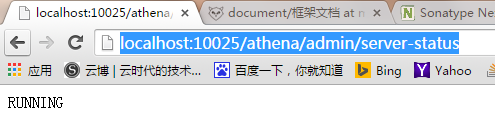 localhost:10025/athena/
document/框架文档 at m
Sonatype Ne
localhost:10025/athena/admin/server-status
应用 云博 | 云时代的技术... 百度一下，你就知道 Bing Yahoo
RUNNING